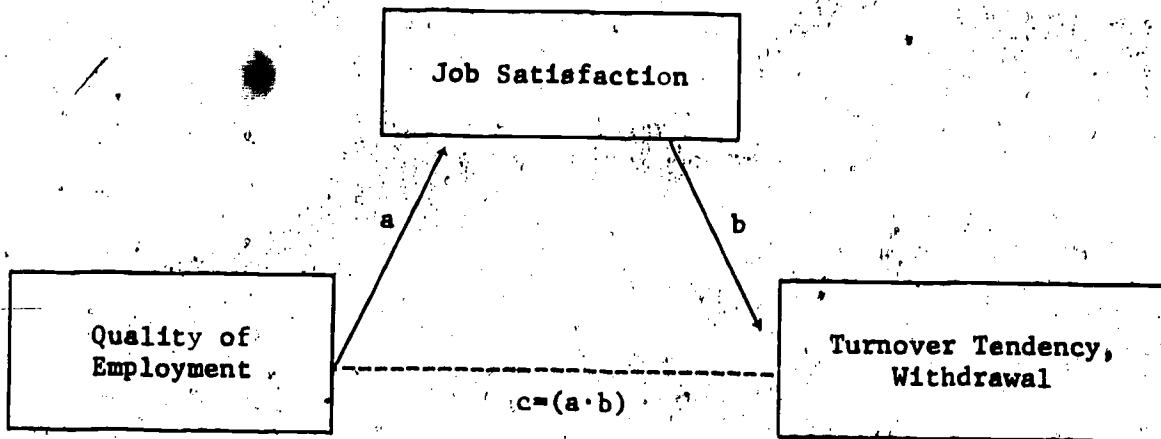 Job Satisfaction
a
b
Quality of
Employment
Turnover Tendency,
Withdrawal
c=(a·b)